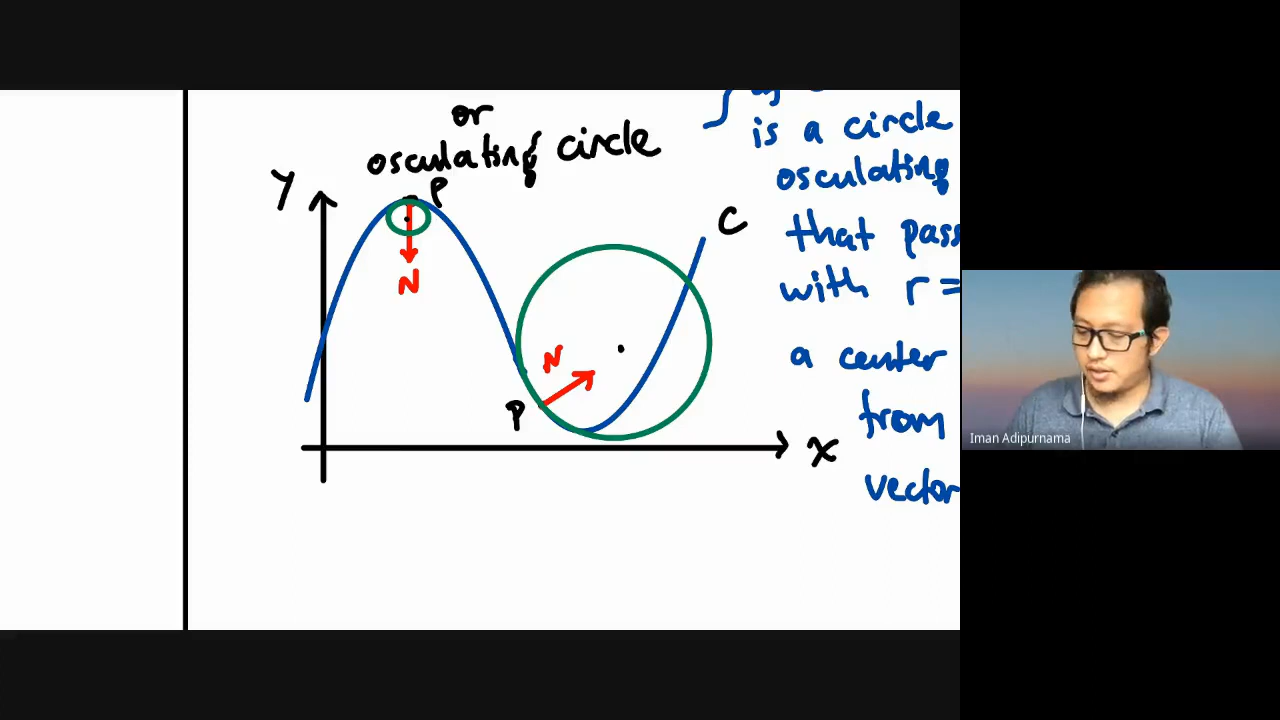 or
osculating circle
is a circle
osculating
that pass
with r =
a center
from
vector
y
P
N
C
N
P
x
Iman Adipurnama